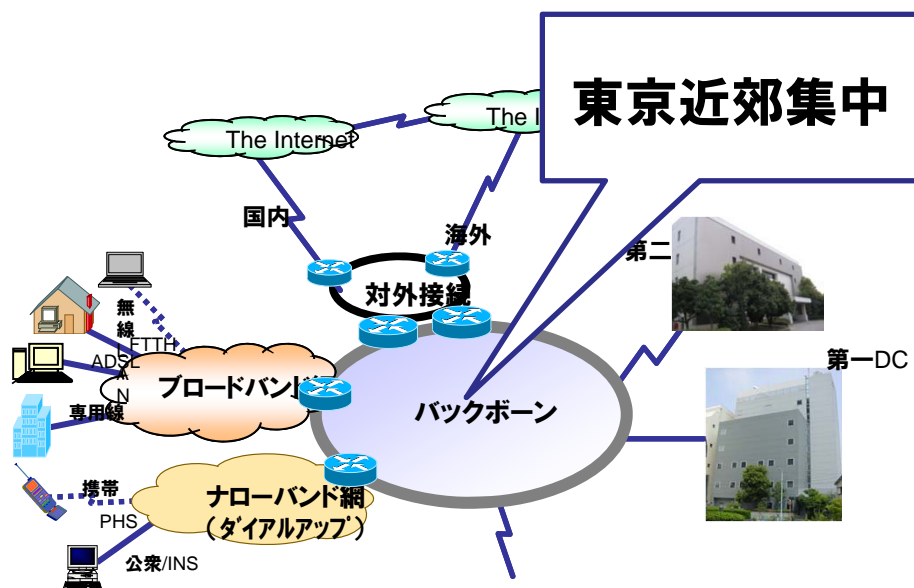 東京近郊集中
The Internet
The I
国内
海外
第二
対外接続
無線LAN
FTTH
ADSL
ブロードバンド
専用線
バックボーン
第一DC
携帯
PHS
ナローバンド網
（ダイアルアップ）
公衆/INS